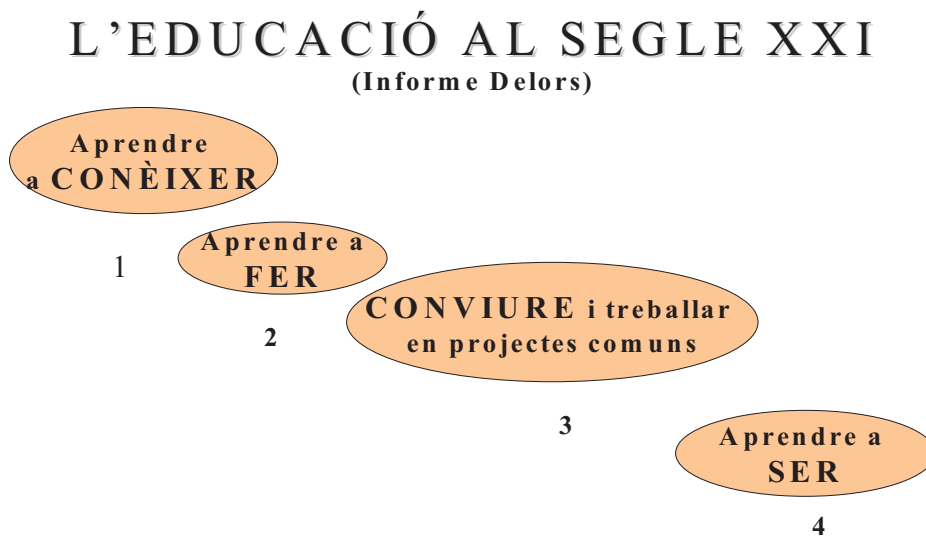 L'EDUCACIÓ AL SEGLE XXI
(Informe Delors)
Aprendre
a CONÈIXER
1
Aprendre a
FER
2
CONVIURE i treballar
en projectes comuns
3
Aprendre a
SER
4